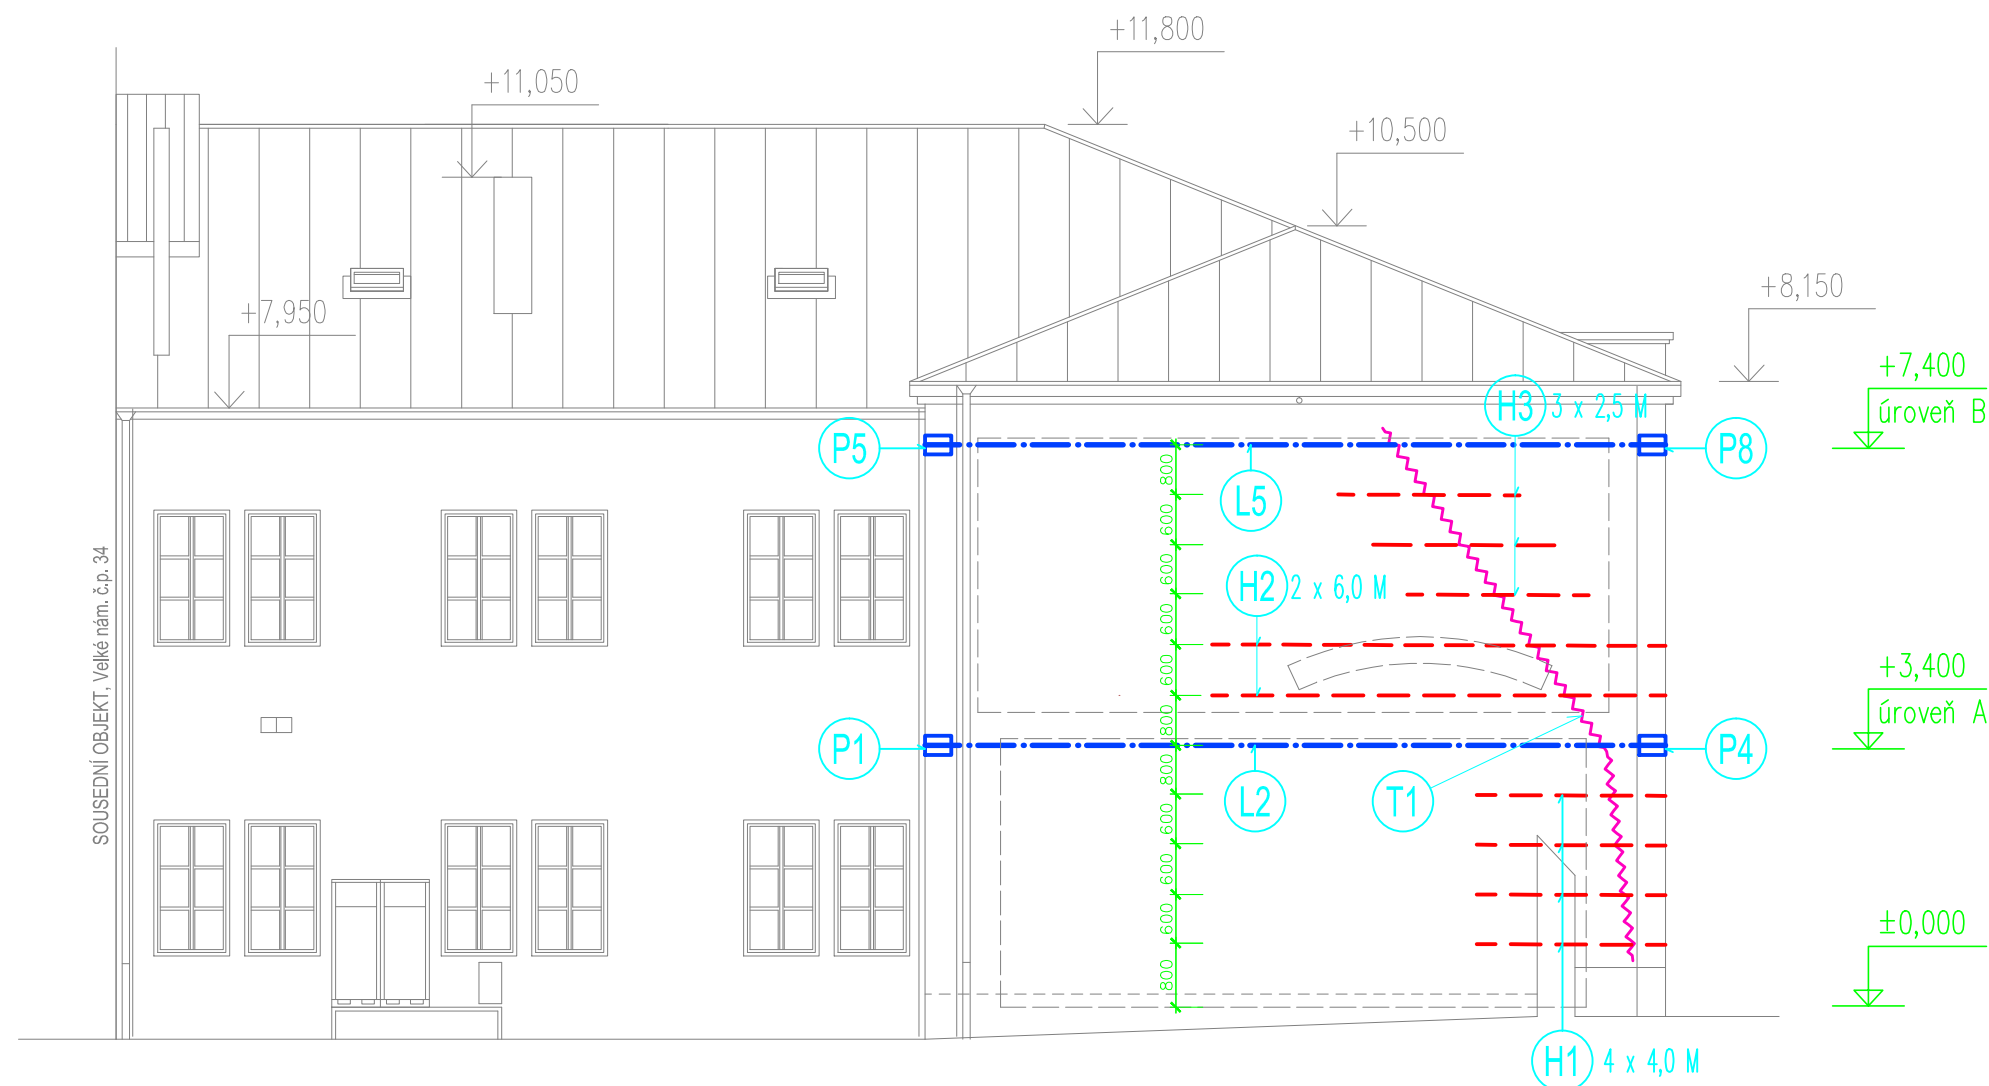 +11,800
+11,050
+10,500
+8,150
+7,950
+7,400
úroveň B
H3 3 x 2,5 M
P5
P8
800
L5
600
600
H2 2 x 6,0 M
600
600
SOUSEDNÍ OBJEKT, Velké nám. č.p. 34
+3,400
úroveň A
800
P1
P4
800
L2
T1
600
600
600
±0,000
800
H1 4 x 4,0 M